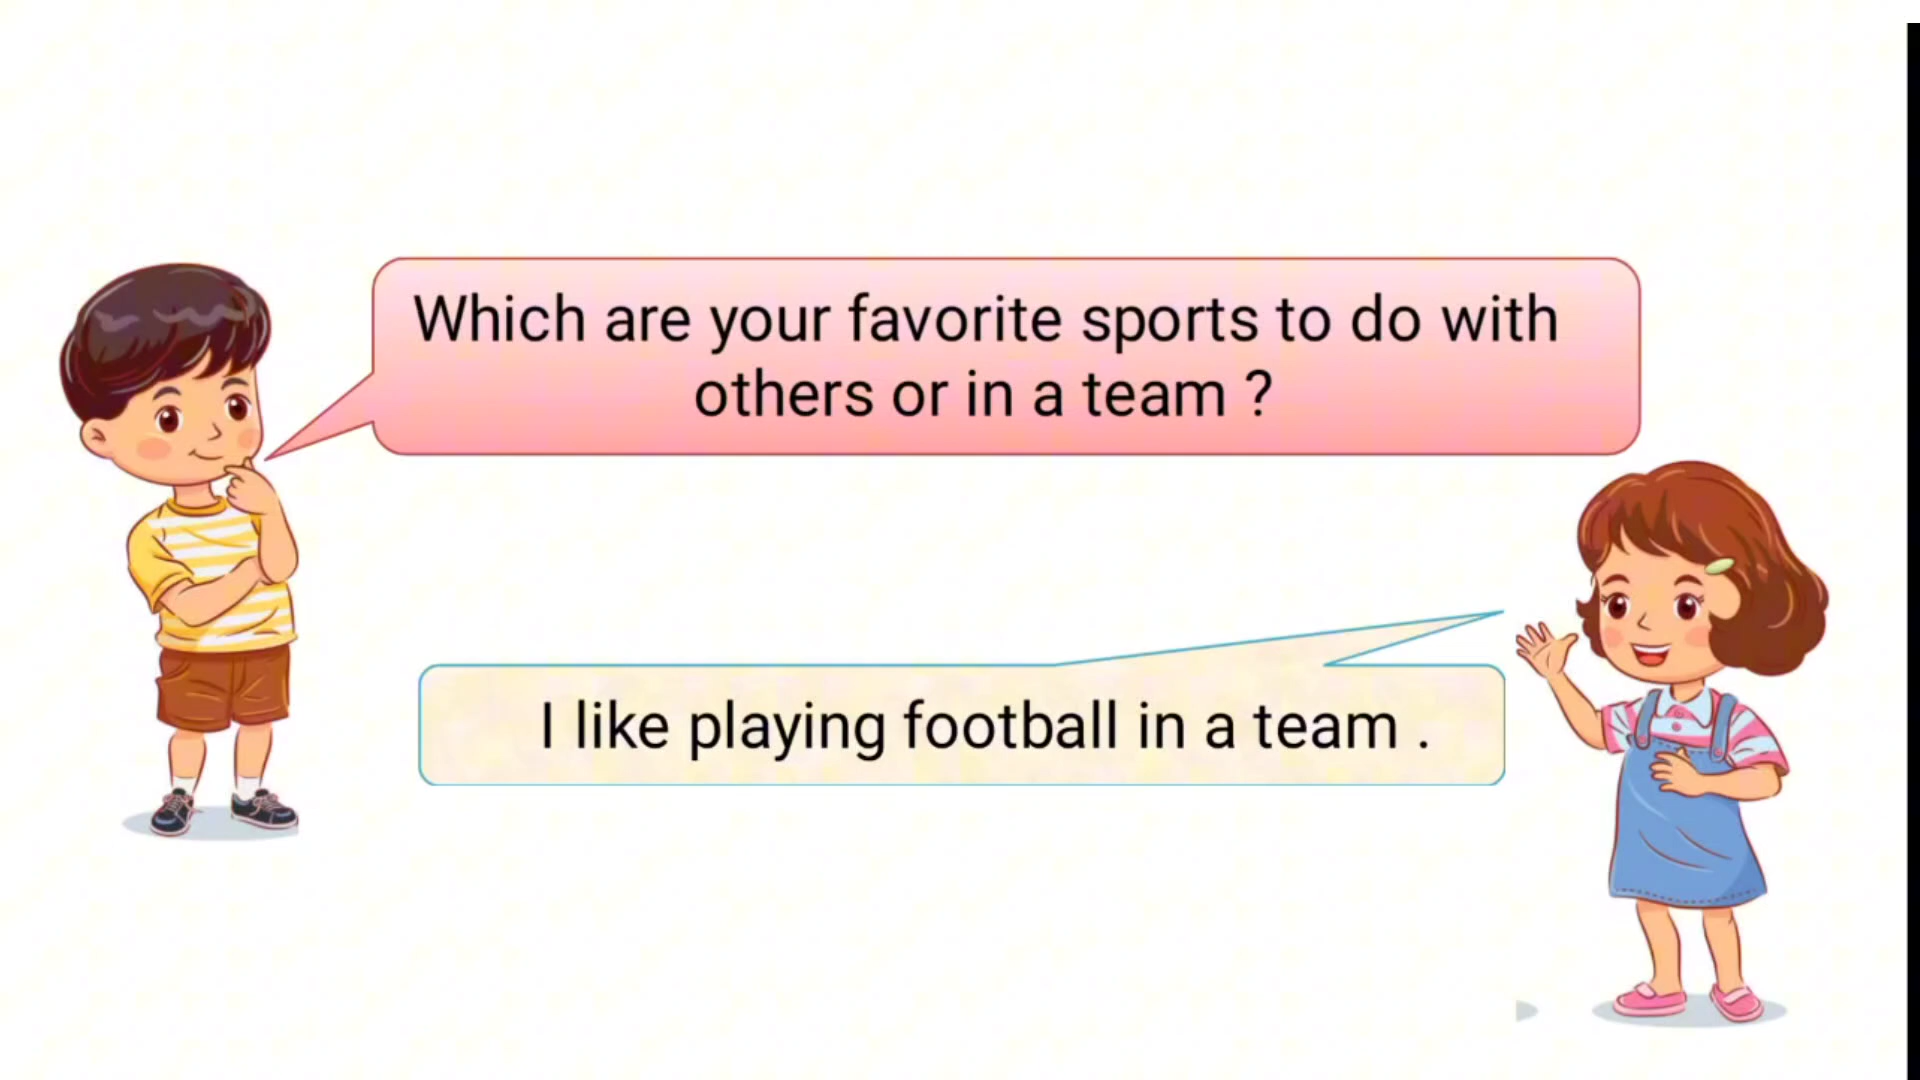 Which are your favorite sports to do with
others or in a team ?
I like playing football in a team .